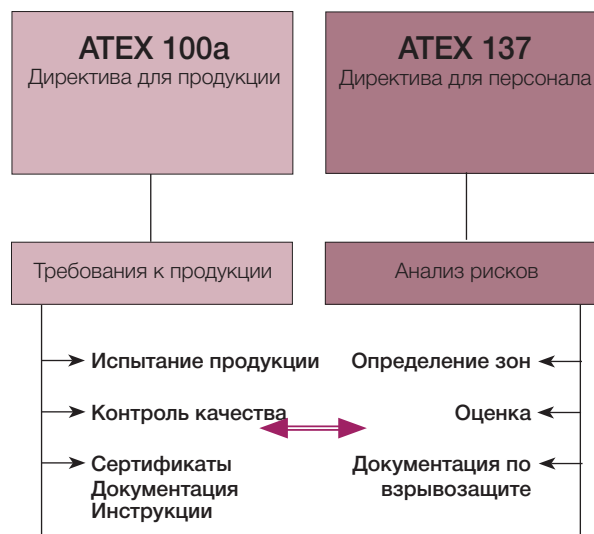 ATEX 100a
Директива для продукции
ATEX 137
Директива для персонала
Требования к продукции
Анализ рисков
Испытание продукции
Определение зон
Контроль качества
Оценка
Сертификаты
Документация
Инструкции
Документация по
взрывозащите